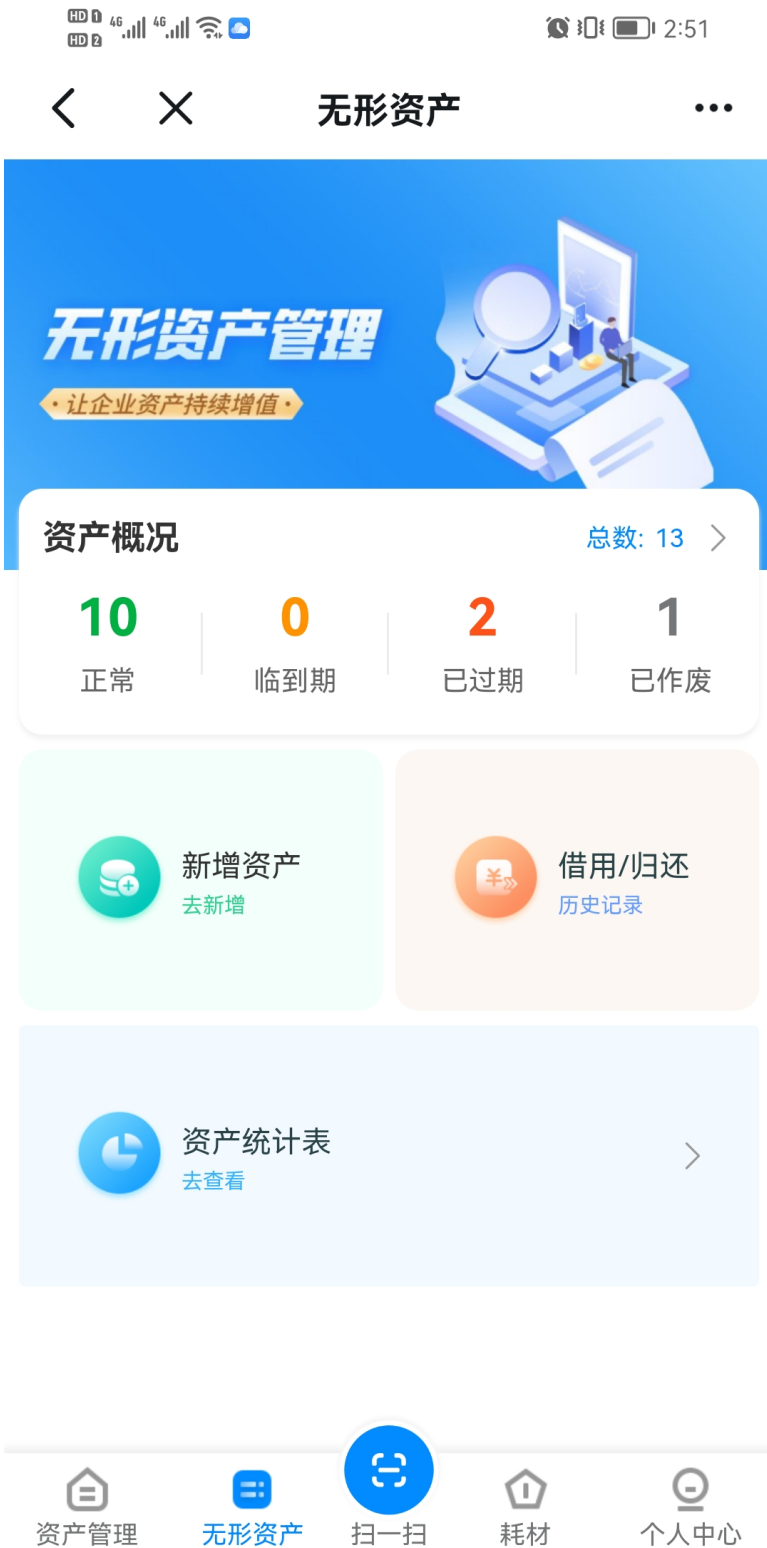 HD 1 4G 4G 2:51
HD 2
无形资产
无形资产管理
·让企业资产持续增值·
资产概况 总数: 13
10 0 2 1
正常 临到期 已过期 已作废
新增资产 借用/归还
去新增 历史记录
资产统计表
去查看
资产管理 无形资产 扫一扫 耗材 个人中心